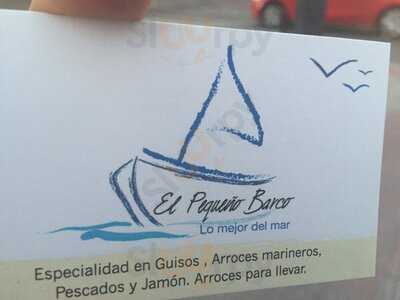 El Pequeño Barco
Lo mejor del mar
Especialidad en Guisos , Arroces marineros,
Pescados y Jamón. Arroces para llevar.